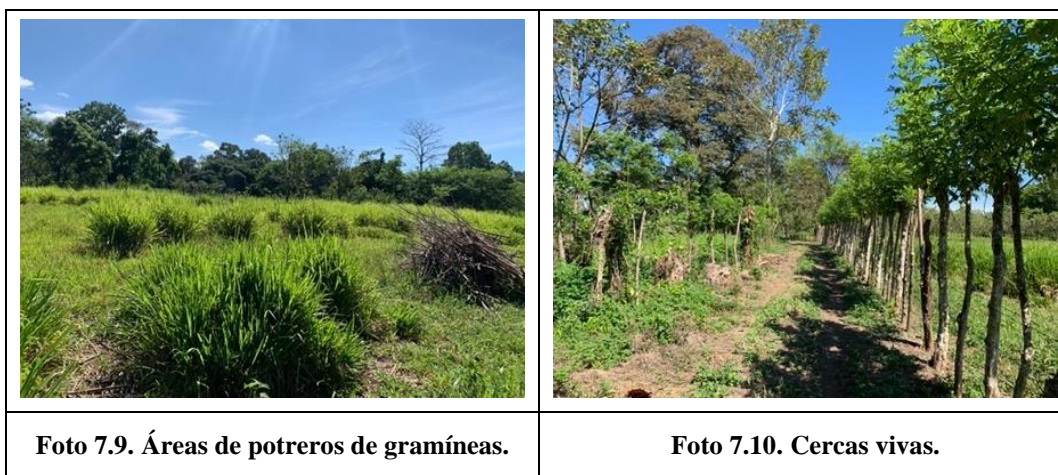 Foto 7.9. Áreas de potreros de gramíneas.
Foto 7.10. Cercas vivas.